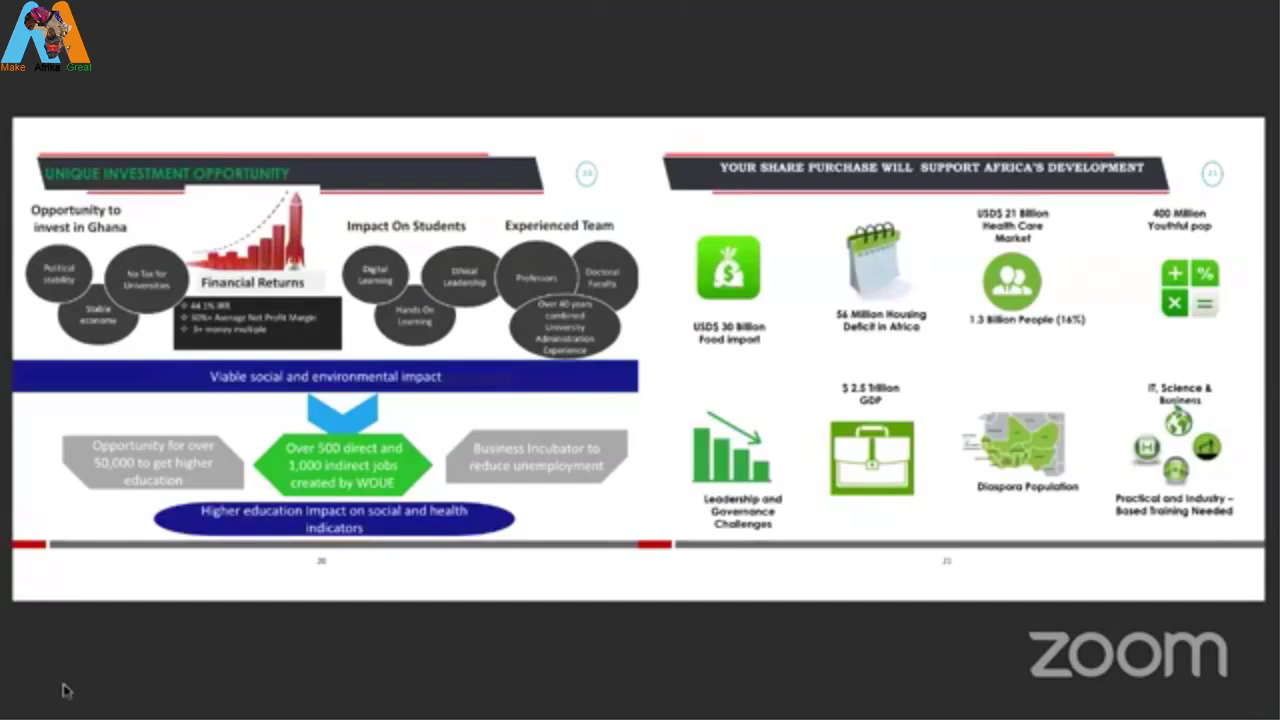 Make Afrika Great
UNIQUE INVESTMENT OPPORTUNITY
20
Opportunity to
invest in Ghana
Political
stability
No Tax for
Universities
Stable
economy
Financial Returns
44.1% IRR
30%+ Average Net Profit Margin
3+ money multiple
Impact On Students
Digital
Learning
Ethical
Leadership
Hands On
Learning
Experienced Team
Professors
Doctoral
Faculty
Over 40 years
combined
University
Administration
Experience
Viable social and environmental impact
Opportunity for over
50,000 to get higher
education
Over 500 direct and
1,000 indirect jobs
created by WOUE
Business Incubator to
reduce unemployment
Higher education Impact on social and health
indicators
20
YOUR SHARE PURCHASE WILL SUPPORT AFRICA'S DEVELOPMENT
21
USD$ 30 Billion
Food import
56 Million Housing
Deficit in Africa
USD$ 21 Billion
Health Care
Market
1.3 Billion People (16%)
400 Million
Youthful pop
Leadership and
Governance
Challenges
$ 2.5 Trillion
GDP
Diaspora Population
IT, Science &
Business
Practical and Industry –
Based Training Needed
21
zoom